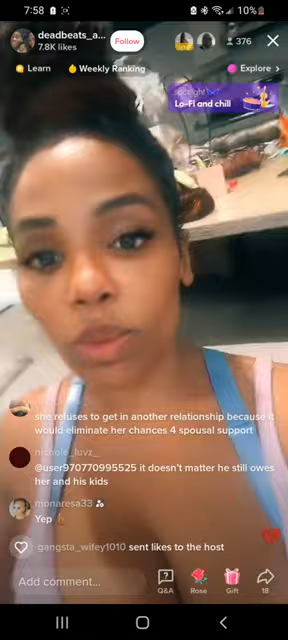 7:58
10%
deadbeats_a...
7.8K likes
Follow
376
Learn
Weekly Ranking
Explore >
spotlight
Lo-Fi and chill
she refuses to get in another relationship because it
would eliminate her chances 4 spousal support
nichole_luvz_
@user970770995525 it doesn't matter he still owes
her and his kids
monaresa33
Yep
gangsta_wifey1010 sent likes to the host
Add comment...
Q&A
Rose
Gift
18